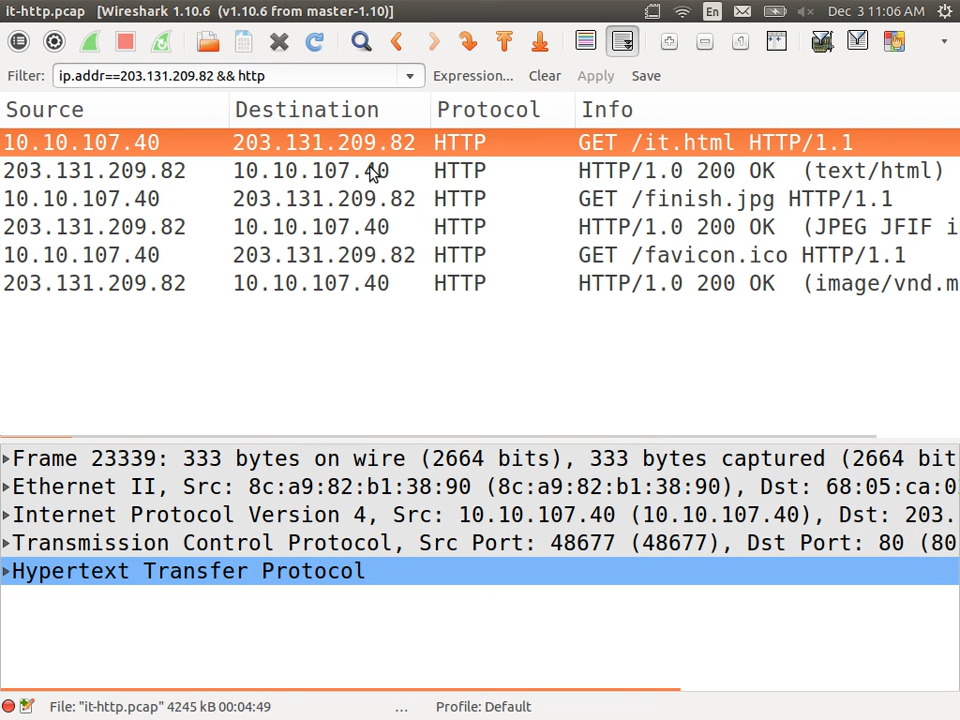 it-http.pcap [Wireshark 1.10.6 (v1.10.6 from master-1.10)] En Dec 3 11:06 AM
Filter: ip.addr==203.131.209.82 && http Expression... Clear Apply Save
Source Destination Protocol Info
10.10.107.40 203.131.209.82 HTTP GET /it.html HTTP/1.1
203.131.209.82 10.10.107.40 HTTP HTTP/1.0 200 OK (text/html)
10.10.107.40 203.131.209.82 HTTP GET /finish.jpg HTTP/1.1
203.131.209.82 10.10.107.40 HTTP HTTP/1.0 200 OK (JPEG JFIF i
10.10.107.40 203.131.209.82 HTTP GET /favicon.ico HTTP/1.1
203.131.209.82 10.10.107.40 HTTP HTTP/1.0 200 OK (image/vnd.m
Frame 23339: 333 bytes on wire (2664 bits), 333 bytes captured (2664 bit
Ethernet II, Src: 8c:a9:82:b1:38:90 (8c:a9:82:b1:38:90), Dst: 68:05:ca:0
Internet Protocol Version 4, Src: 10.10.107.40 (10.10.107.40), Dst: 203.
Transmission Control Protocol, Src Port: 48677 (48677), Dst Port: 80 (80
Hypertext Transfer Protocol
File: "it-http.pcap" 4245 kB 00:04:49 ... Profile: Default